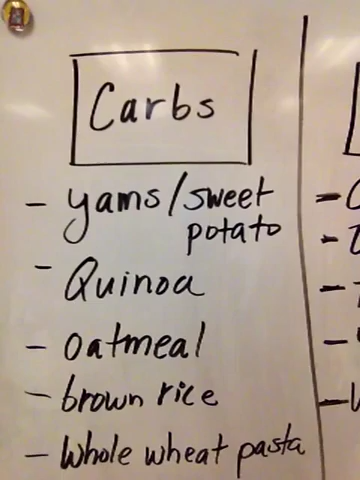 Carbs
- yams/sweet
potato
- Quinoa
- oatmeal
- brown rice
- whole wheat pasta